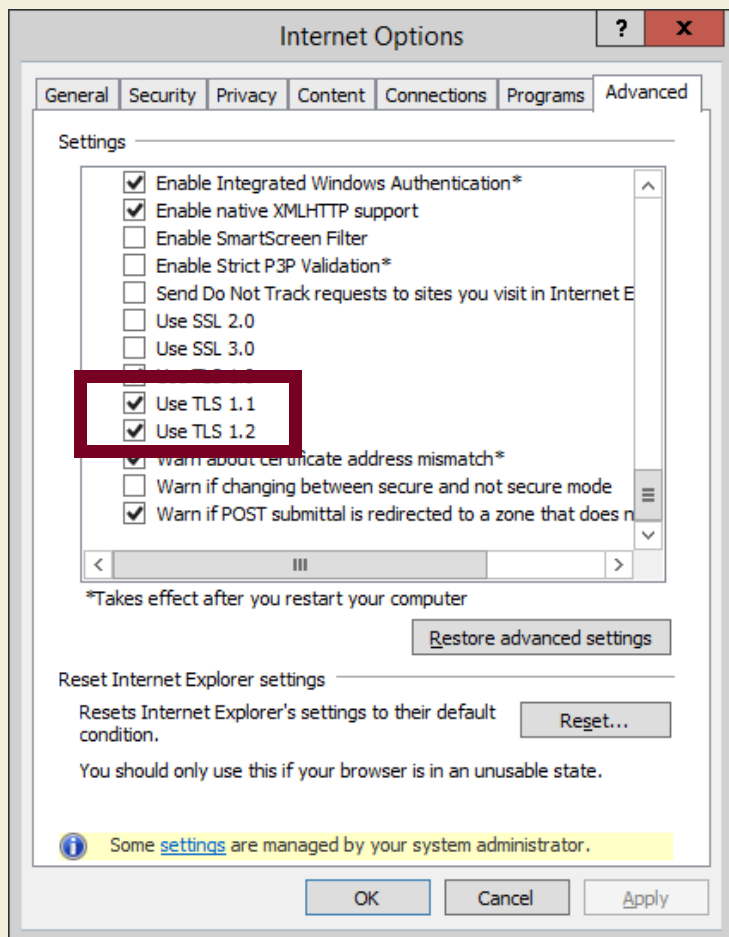 Internet Options
?
x
General
Security
Privacy
Content
Connections
Programs
Advanced
Settings
Enable Integrated Windows Authentication*
Enable native XMLHTTP support
Enable SmartScreen Filter
Enable Strict P3P Validation*
Send Do Not Track requests to sites you visit in Internet E
Use SSL 2.0
Use SSL 3.0
Use TLS 1.1
Use TLS 1.2
Warn about certificate address mismatch*
Warn if changing between secure and not secure mode
Warn if POST submittal is redirected to a zone that does n
*Takes effect after you restart your computer
Restore advanced settings
Reset Internet Explorer settings
Resets Internet Explorer's settings to their default
condition.
Reset...
You should only use this if your browser is in an unusable state.
Some settings are managed by your system administrator.
OK
Cancel
Apply